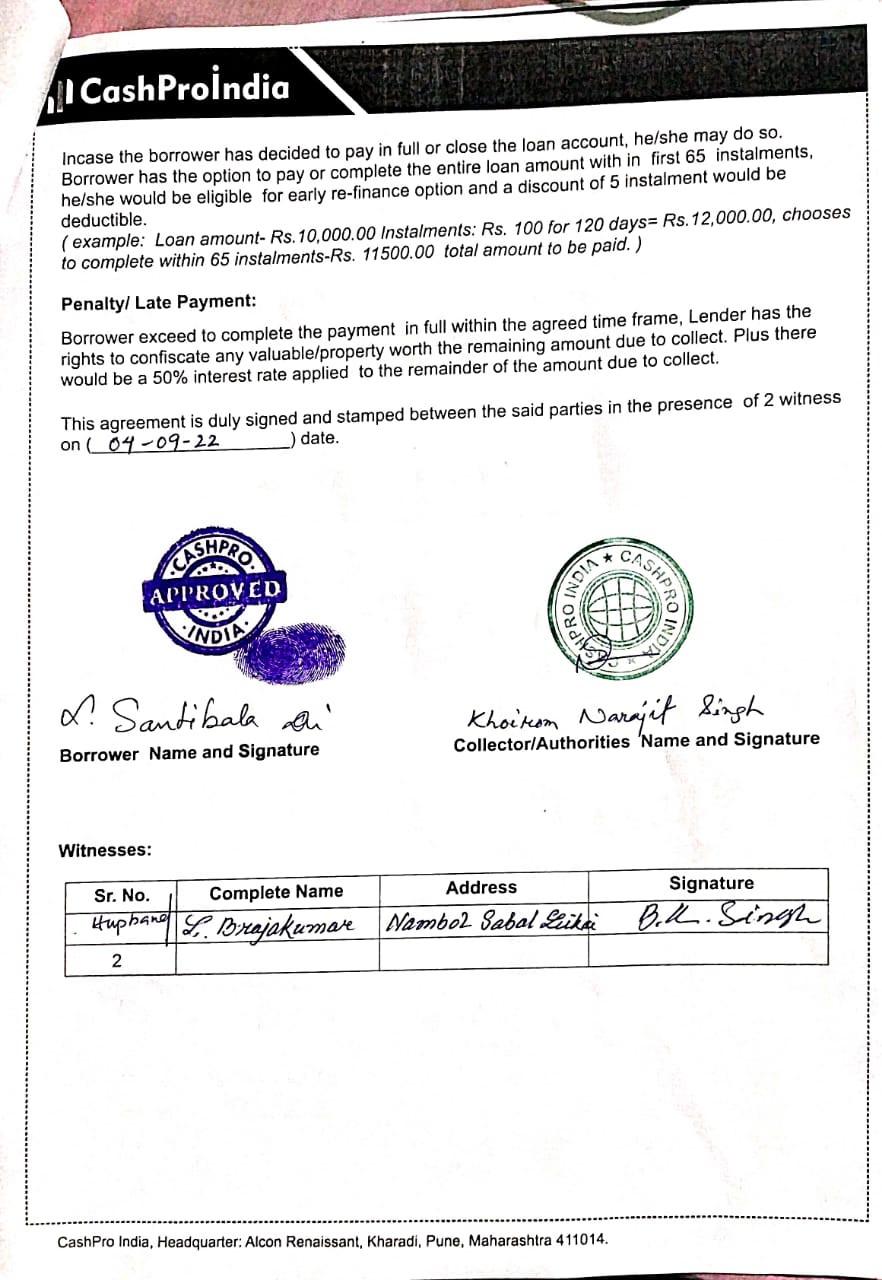 CashProİndia
Incase the borrower has decided to pay in full or close the loan account, he/she may do so.
Borrower has the option to pay or complete the entire loan amount with in first 65 instalments,
he/she would be eligible for early re-finance option and a discount of 5 instalment would be
deductible.
( example: Loan amount- Rs.10,000.00 Instalments: Rs. 100 for 120 days= Rs.12,000.00, chooses
to complete within 65 instalments-Rs. 11500.00 total amount to be paid. )
Penalty/ Late Payment:
Borrower exceed to complete the payment in full within the agreed time frame, Lender has the
rights to confiscate any valuable/property worth the remaining amount due to collect. Plus there
would be a 50% interest rate applied to the remainder of the amount due to collect.
This agreement is duly signed and stamped between the said parties in the presence of 2 witness
on ( 04-09-22 ) date.
CASHPRO
APPROVED
INDIA
CASHPRO INDIA ★ CASHPRO INDIA
Santibala
Khoirom Narajit Singh
Borrower Name and Signature
Collector/Authorities Name and Signature
Witnesses:
Sr. No. Complete Name Address Signature
Huphand L. Brajakumar Nambol Sabal Leikai B.K. Singh
2
CashPro India, Headquarter: Alcon Renaissant, Kharadi, Pune, Maharashtra 411014.